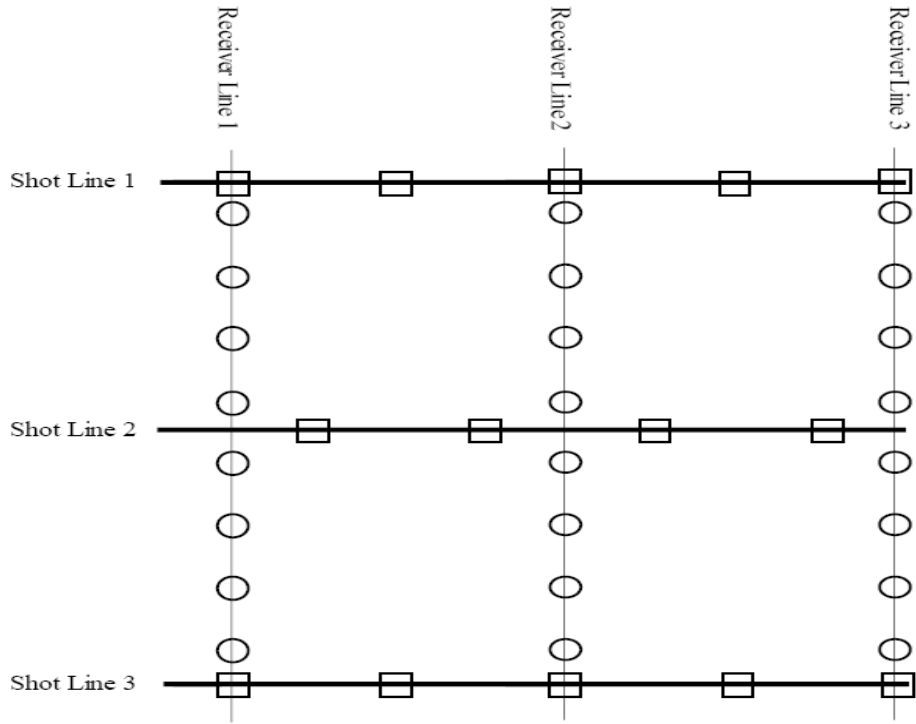 Receiver Line 1
Receiver Line 2
Receiver Line 3
Shot Line 1
Shot Line 2
Shot Line 3